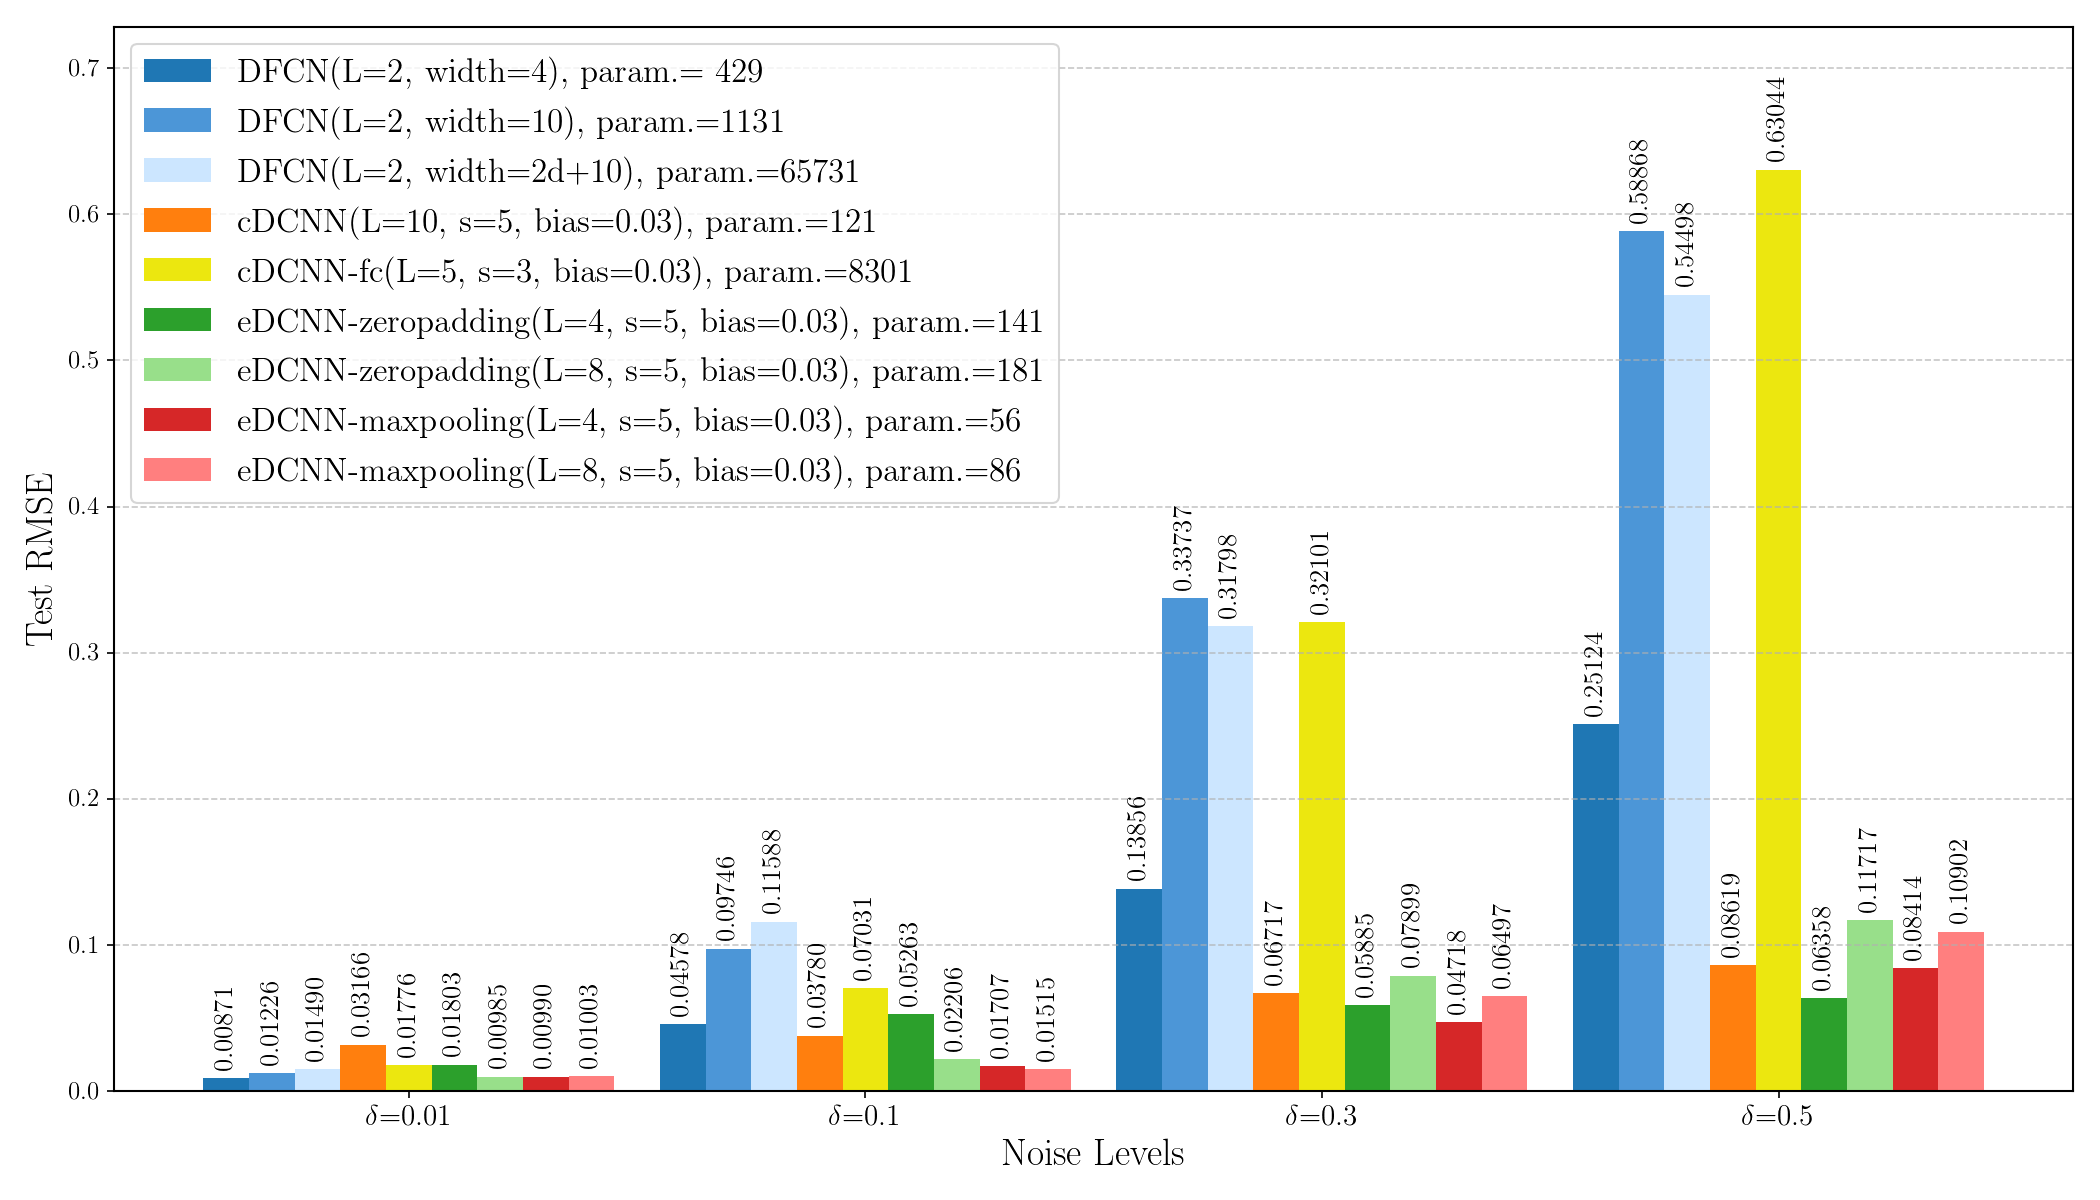 DFCN(L=2, width=4), param.= 429
DFCN(L=2, width=10), param.=1131
DFCN(L=2, width=2d+10), param.=65731
cDCNN(L=10, s=5, bias=0.03), param.=121
cDCNN-fc(L=5, s=3, bias=0.03), param.=8301
eDCNN-zeropadding(L=4, s=5, bias=0.03), param.=141
eDCNN-zeropadding(L=8, s=5, bias=0.03), param.=181
eDCNN-maxpooling(L=4, s=5, bias=0.03), param.=56
eDCNN-maxpooling(L=8, s=5, bias=0.03), param.=86
Test RMSE
0.7
0.6
0.5
0.4
0.3
0.2
0.1
0.0
0.00871
0.01226
0.01490
0.03166
0.01776
0.01803
0.00985
0.00990
0.01003
0.04578
0.09746
0.11588
0.03780
0.07031
0.05263
0.02206
0.01707
0.01515
0.13856
0.33737
0.31798
0.06717
0.32101
0.05885
0.07899
0.04718
0.06497
0.25124
0.58868
0.54498
0.08619
0.63044
0.06358
0.11717
0.08414
0.10902
δ=0.01
δ=0.1
δ=0.3
δ=0.5
Noise Levels